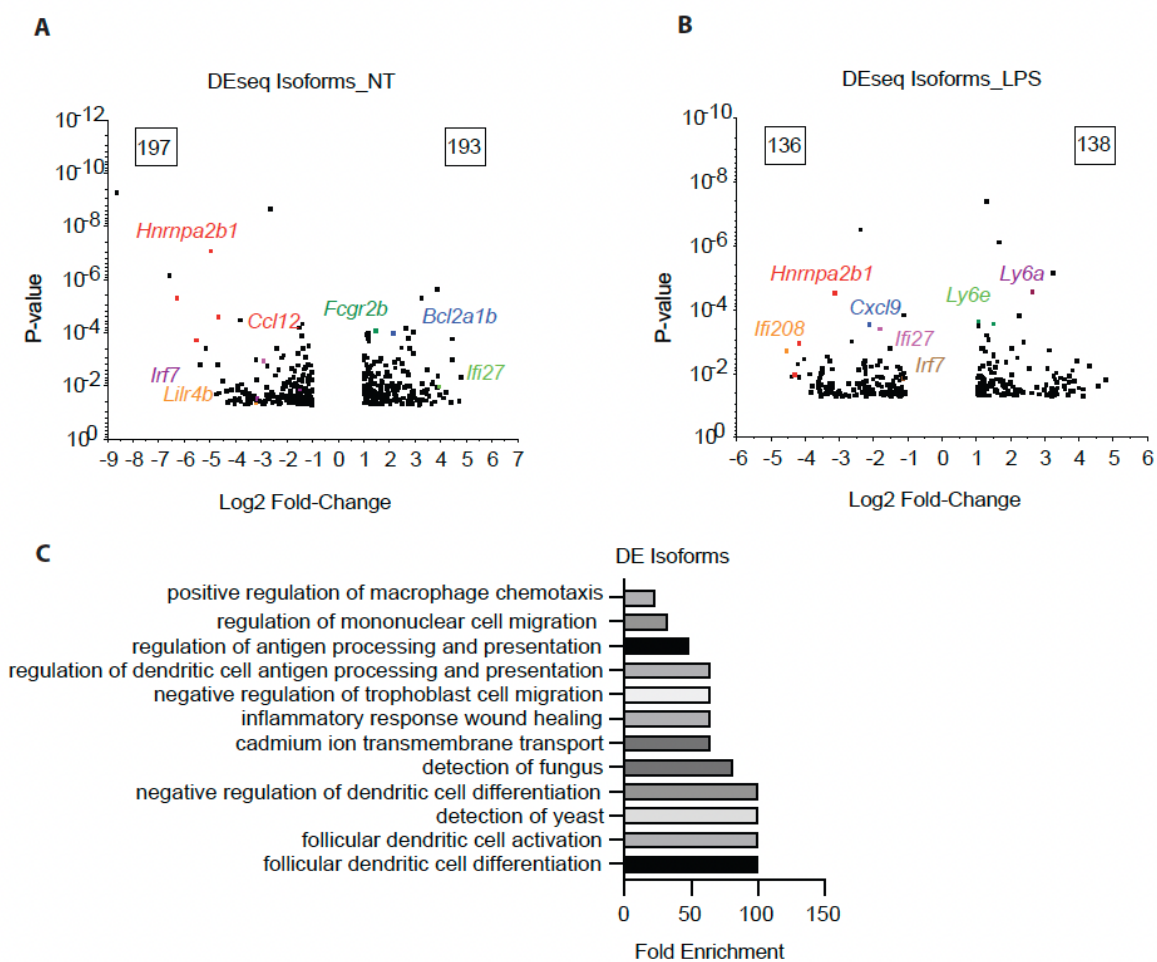 A
DEseq Isoforms_NT
10-12
10-10
10-8
10-6
10-4
10-2
100
P-value
197
193
Hnrnpa2b1
Ccl12
Fcgr2b
Bcl2a1b
Irf7
Lilr4b
Ifi27
-9 -8 -7 -6 -5 -4 -3 -2 -1 0 1 2 3 4 5 6 7
Log2 Fold-Change
B
DEseq Isoforms_LPS
10-10
10-8
10-6
10-4
10-2
100
P-value
136
138
Hnrnpa2b1
Ly6a
Cxcl9
Ly6e
Ifi208
Ifi27
Irf7
-6 -5 -4 -3 -2 -1 0 1 2 3 4 5 6
Log2 Fold-Change
C
DE Isoforms
positive regulation of macrophage chemotaxis
regulation of mononuclear cell migration
regulation of antigen processing and presentation
regulation of dendritic cell antigen processing and presentation
negative regulation of trophoblast cell migration
inflammatory response wound healing
cadmium ion transmembrane transport
detection of fungus
negative regulation of dendritic cell differentiation
detection of yeast
follicular dendritic cell activation
follicular dendritic cell differentiation
0 50 100 150
Fold Enrichment